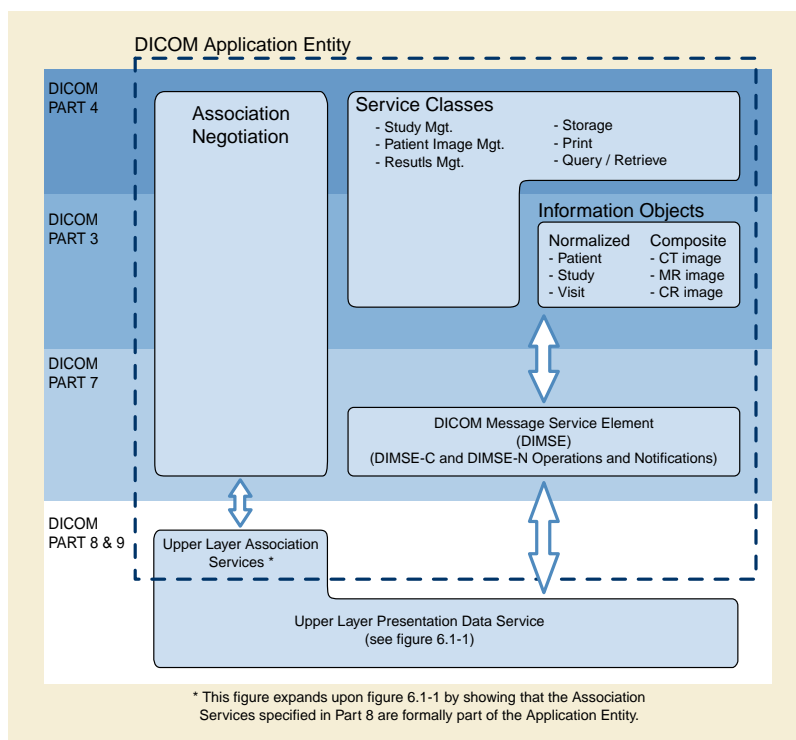 DICOM Application Entity
DICOM
PART 4
Association
Negotiation
Service Classes
- Study Mgt.
- Patient Image Mgt.
- Resutls Mgt.
- Storage
- Print
- Query / Retrieve
DICOM
PART 3
Information Objects
Normalized
- Patient
- Study
- Visit
Composite
- CT image
- MR image
- CR image
DICOM
PART 7
DICOM Message Service Element
(DIMSE)
(DIMSE-C and DIMSE-N Operations and Notifications)
DICOM
PART 8 & 9
Upper Layer Association
Services *
Upper Layer Presentation Data Service
(see figure 6.1-1)
* This figure expands upon figure 6.1-1 by showing that the Association
Services specified in Part 8 are formally part of the Application Entity.